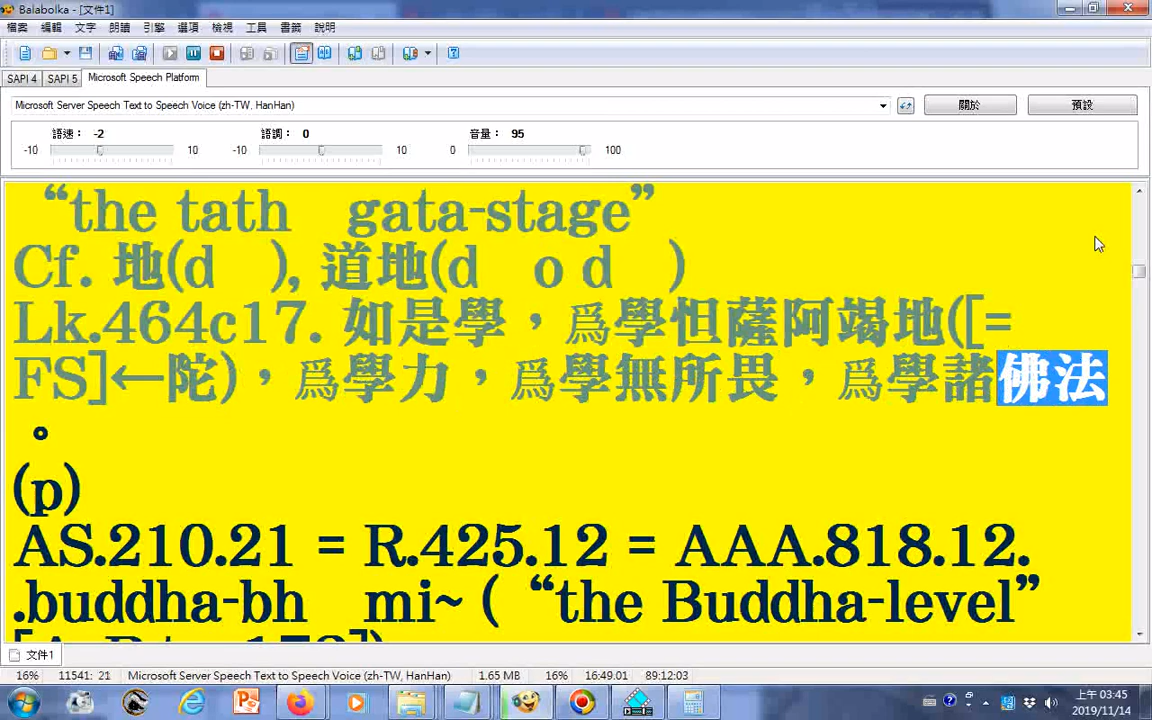 Balabolka - [文件1]
檔案 編輯 文字 朗讀 引擎 選項 檢視 工具 書籤 說明
SAPI 4 SAPI 5 Microsoft Speech Platform
Microsoft Server Speech Text to Speech Voice (zh-TW, HanHan) 關於 預設
語速： -2 語調： 0 音量： 95
-10 10 -10 10 0 100
“the tath gata-stage”
Cf. 地(d ), 道地(d o d )
Lk.464c17. 如是學，爲學怛薩阿竭地([=
FS]←陀)，爲學力，爲學無所畏，爲學諸佛法
。
(p)
AS.210.21 = R.425.12 = AAA.818.12.
.buddha-bh mi~ (“the Buddha-level”
文件1
16% 11541: 21 Microsoft Server Speech Text to Speech Voice (zh-TW, HanHan) 1.65 MB 16% 16:49.01 89:12:03
上午 03:45
2019/11/14